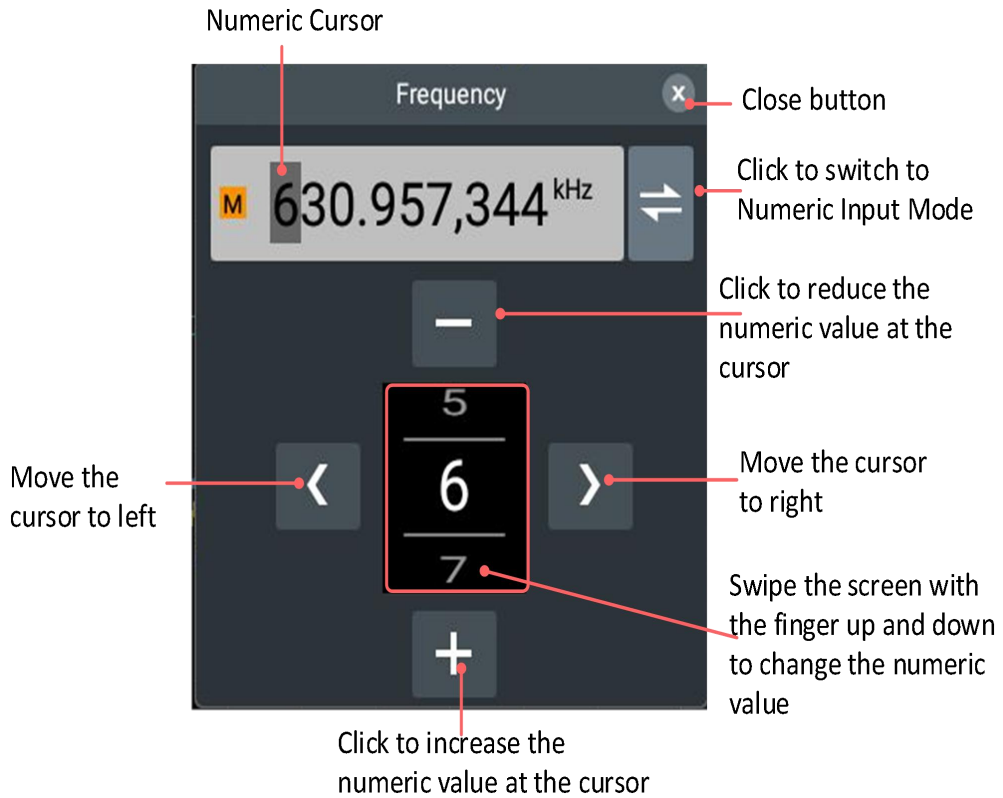 Numeric Cursor
Frequency
x
Close button
Click to switch to
Numeric Input Mode
M
630.957,344 kHz
Click to reduce the
numeric value at the
cursor
−
5
6
7
Move the
cursor to left
❮
❯
Move the cursor
to right
Swipe the screen with
the finger up and down
to change the numeric
value
+
Click to increase the
numeric value at the cursor